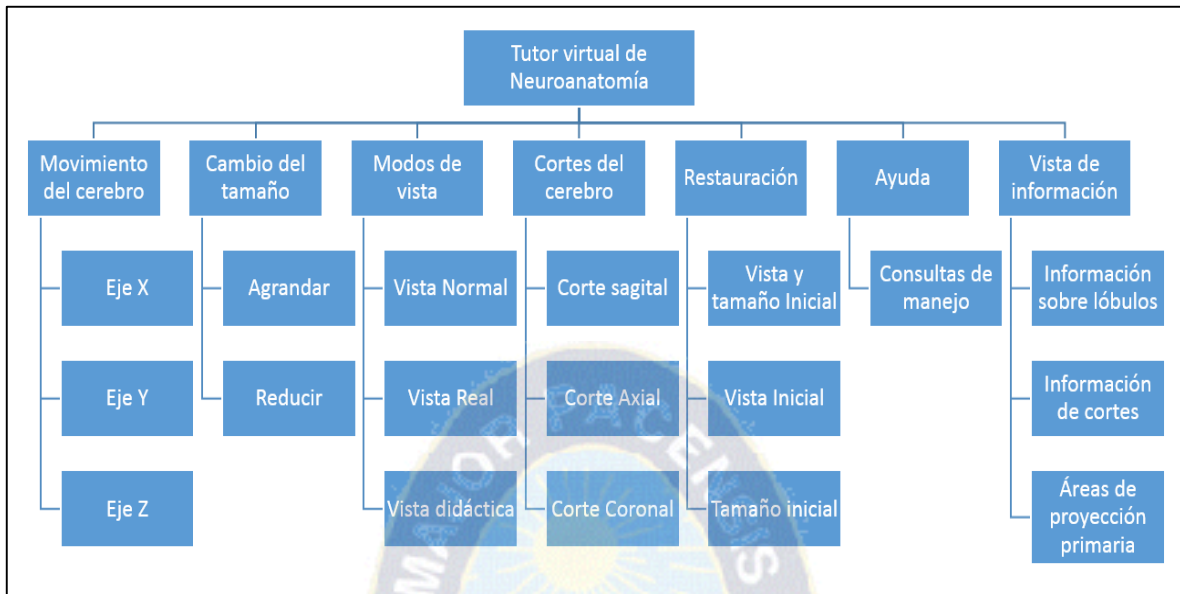 Tutor virtual de
Neuroanatomía
Movimiento
del cerebro
Eje X
Eje Y
Eje Z
Cambio del
tamaño
Agrandar
Reducir
Modos de
vista
Vista Normal
Vista Real
Vista didáctica
Cortes del
cerebro
Corte sagital
Corte Axial
Corte Coronal
Restauración
Vista y
tamaño Inicial
Vista Inicial
Tamaño inicial
Ayuda
Consultas de
manejo
Vista de
información
Información
sobre lóbulos
Información
de cortes
Áreas de
proyección
primaria
MAIOR PACENSIS